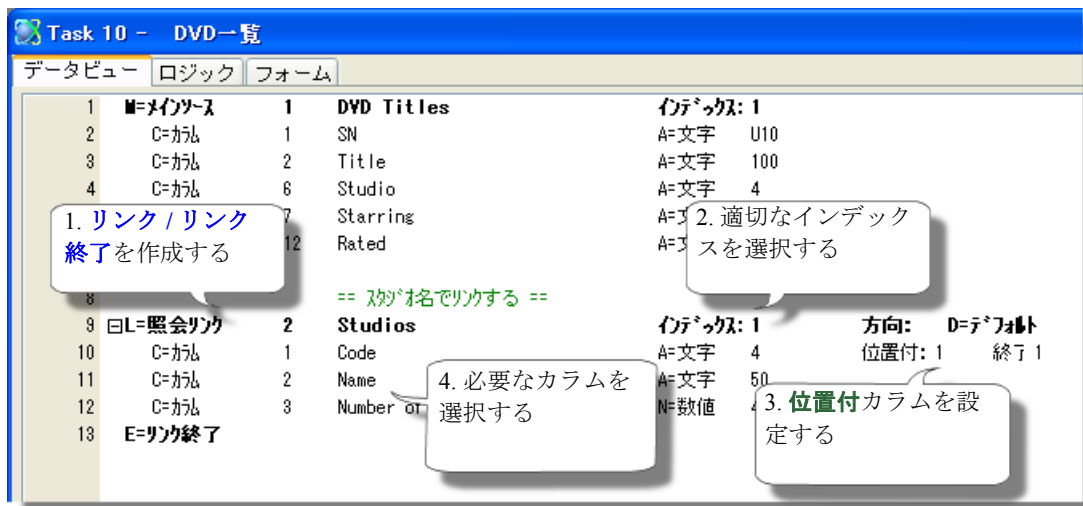 Task 10 - DVD一覧
データビュー ロジック フォーム
1 M=メインソース 1 DVD Titles インデックス: 1
2 C=カラム 1 SN A=文字 U10
3 C=カラム 2 Title A=文字 100
4 C=カラム 6 Studio A=文字 4
7 Starring
12 Rated
1. リンク / リンク
終了を作成する
2. 適切なインデック
スを選択する
8 == スタジオ名でリンクする ==
9 L=照会リンク 2 Studios インデックス: 1 方向: D=デフォルト
10 C=カラム 1 Code A=文字 4 位置付: 1 終了 1
11 C=カラム 2 Name A=文字 50
12 C=カラム 3 Number N=数値
13 E=リンク終了
4. 必要なカラムを
選択する
3. 位置付カラムを設
定する